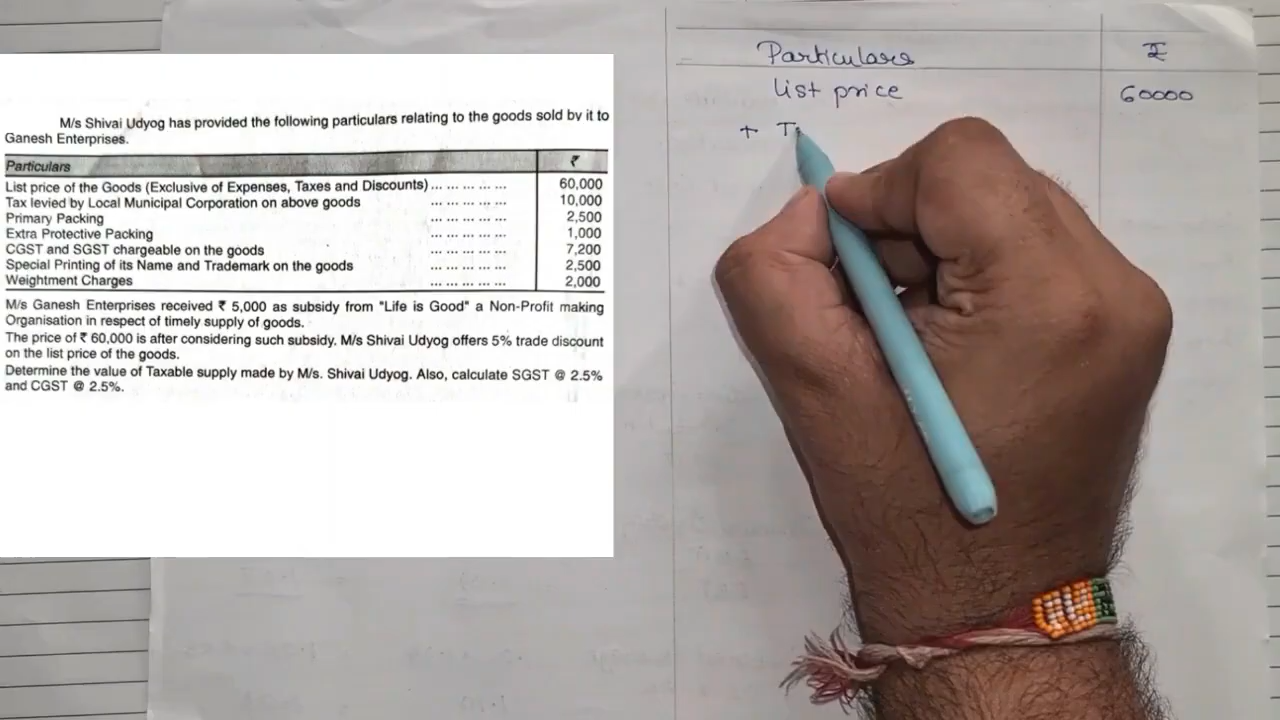 M/s Shivai Udyog has provided the following particulars relating to the goods sold by it to
Ganesh Enterprises.
Particulars ₹
List price of the Goods (Exclusive of Expenses, Taxes and Discounts) ... ... ... ... ... 60,000
Tax levied by Local Municipal Corporation on above goods ... ... ... ... ... 10,000
Primary Packing ... ... ... ... ... 2,500
Extra Protective Packing ... ... ... ... ... 1,000
CGST and SGST chargeable on the goods ... ... ... ... ... 7,200
Special Printing of its Name and Trademark on the goods ... ... ... ... ... 2,500
Weightment Charges ... ... ... ... ... 2,000
M/s Ganesh Enterprises received ₹ 5,000 as subsidy from "Life is Good" a Non-Profit making
Organisation in respect of timely supply of goods.
The price of ₹ 60,000 is after considering such subsidy. M/s Shivai Udyog offers 5% trade discount
on the list price of the goods.
Determine the value of Taxable supply made by M/s. Shivai Udyog. Also, calculate SGST @ 2.5%
and CGST @ 2.5%.
Particulars ₹
List price 60000
+ T